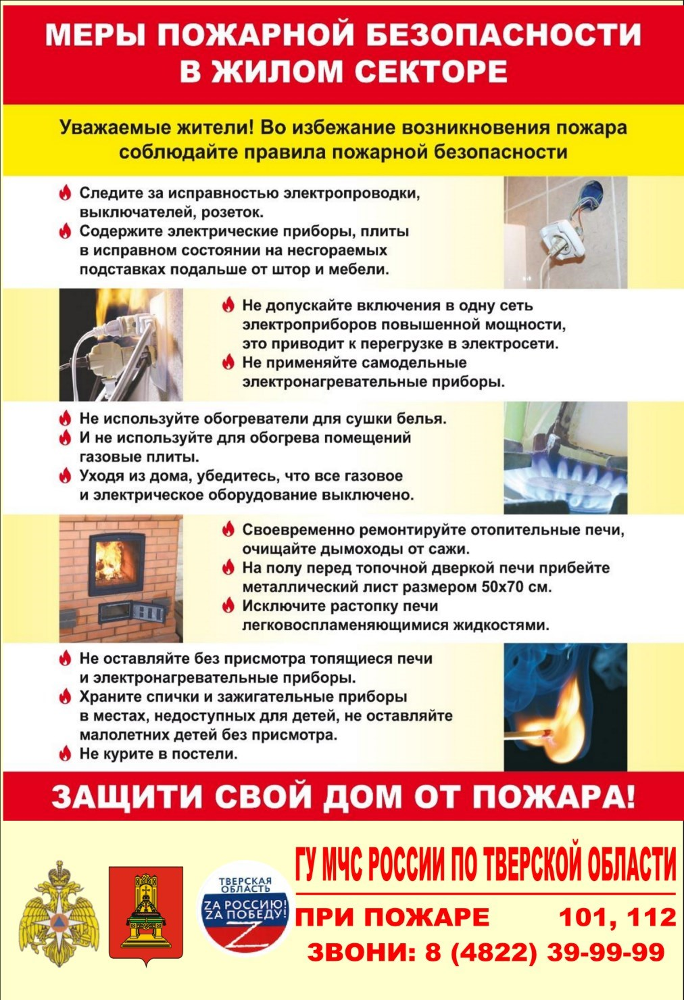 МЕРЫ ПОЖАРНОЙ БЕЗОПАСНОСТИ
В ЖИЛОМ СЕКТОРЕ
Уважаемые жители! Во избежание возникновения пожара
соблюдайте правила пожарной безопасности
Следите за исправностью электропроводки,
выключателей, розеток.
Содержите электрические приборы, плиты
в исправном состоянии на несгораемых
подставках подальше от штор и мебели.
Не допускайте включения в одну сеть
электроприборов повышенной мощности,
это приводит к перегрузке в электросети.
Не применяйте самодельные
электронагревательные приборы.
Не используйте обогреватели для сушки белья.
И не используйте для обогрева помещений
газовые плиты.
Уходя из дома, убедитесь, что все газовое
и электрическое оборудование выключено.
Своевременно ремонтируйте отопительные печи,
очищайте дымоходы от сажи.
На полу перед топочной дверкой печи прибейте
металлический лист размером 50х70 см.
Исключите растопку печи
легковоспламеняющимися жидкостями.
Не оставляйте без присмотра топящиеся печи
и электронагревательные приборы.
Храните спички и зажигательные приборы
в местах, недоступных для детей, не оставляйте
малолетних детей без присмотра.
Не курите в постели.
ЗАЩИТИ СВОЙ ДОМ ОТ ПОЖАРА!
ТВЕРСКАЯ
ОБЛАСТЬ
ZА РОССИЮ!
ZА ПОБЕДУ!
Z
ГУ МЧС РОССИИ ПО ТВЕРСКОЙ ОБЛАСТИ
ПРИ ПОЖАРЕ 101, 112
ЗВОНИ: 8 (4822) 39-99-99